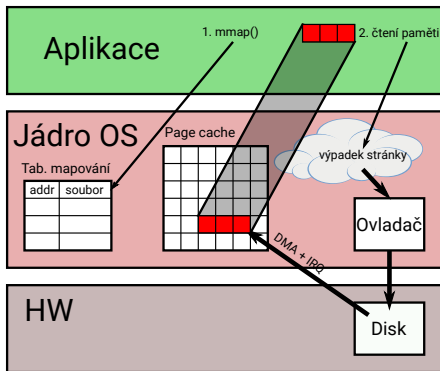 Aplikace
1. mmap()
2. čtení paměti
Jádro OS
Page cache
Tab. mapování
addr
soubor
výpadek stránky
Ovladač
DMA + IRQ
HW
Disk